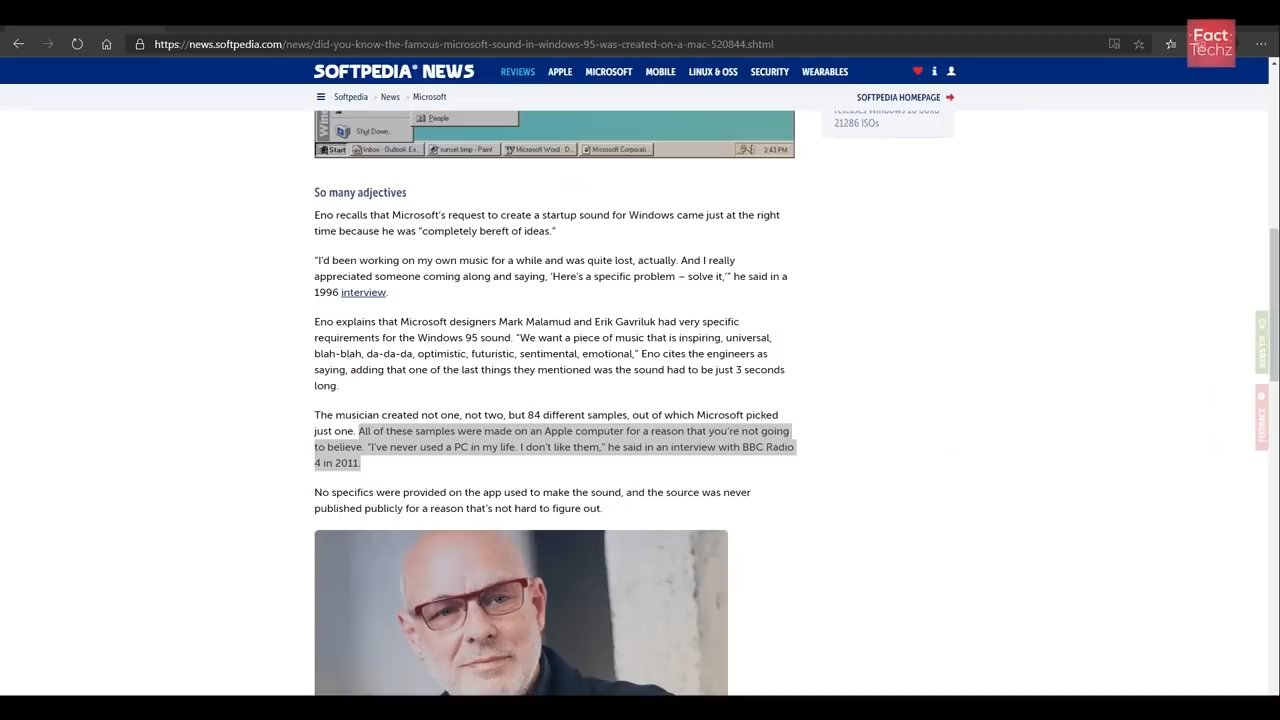 https://news.softpedia.com/news/did-you-know-the-famous-microsoft-sound-in-windows-95-was-created-on-a-mac-520844.shtml
Fact
Techz
SOFTPEDIA® NEWS
REVIEWS APPLE MICROSOFT MOBILE LINUX & OSS SECURITY WEARABLES
Softpedia > News > Microsoft
SOFTPEDIA HOMEPAGE
releases Windows 10 Build
21286 ISOs
People
Shut Down...
Start Inbox - Outlook Ex... sunset.bmp - Paint Microsoft Word - D... Microsoft Corporati... 3:43 PM
So many adjectives
Eno recalls that Microsoft's request to create a startup sound for Windows came just at the right
time because he was “completely bereft of ideas.”
“I'd been working on my own music for a while and was quite lost, actually. And I really
appreciated someone coming along and saying, ‘Here's a specific problem – solve it,’” he said in a
1996 interview.
Eno explains that Microsoft designers Mark Malamud and Erik Gavriluk had very specific
requirements for the Windows 95 sound. “We want a piece of music that is inspiring, universal,
blah-blah, da-da-da, optimistic, futuristic, sentimental, emotional,” Eno cites the engineers as
saying, adding that one of the last things they mentioned was the sound had to be just 3 seconds
long.
The musician created not one, not two, but 84 different samples, out of which Microsoft picked
just one. All of these samples were made on an Apple computer for a reason that you're not going
to believe. “I've never used a PC in my life. I don't like them,” he said in an interview with BBC Radio
4 in 2011.
No specifics were provided on the app used to make the sound, and the source was never
published publicly for a reason that's not hard to figure out.
FEEDBACK